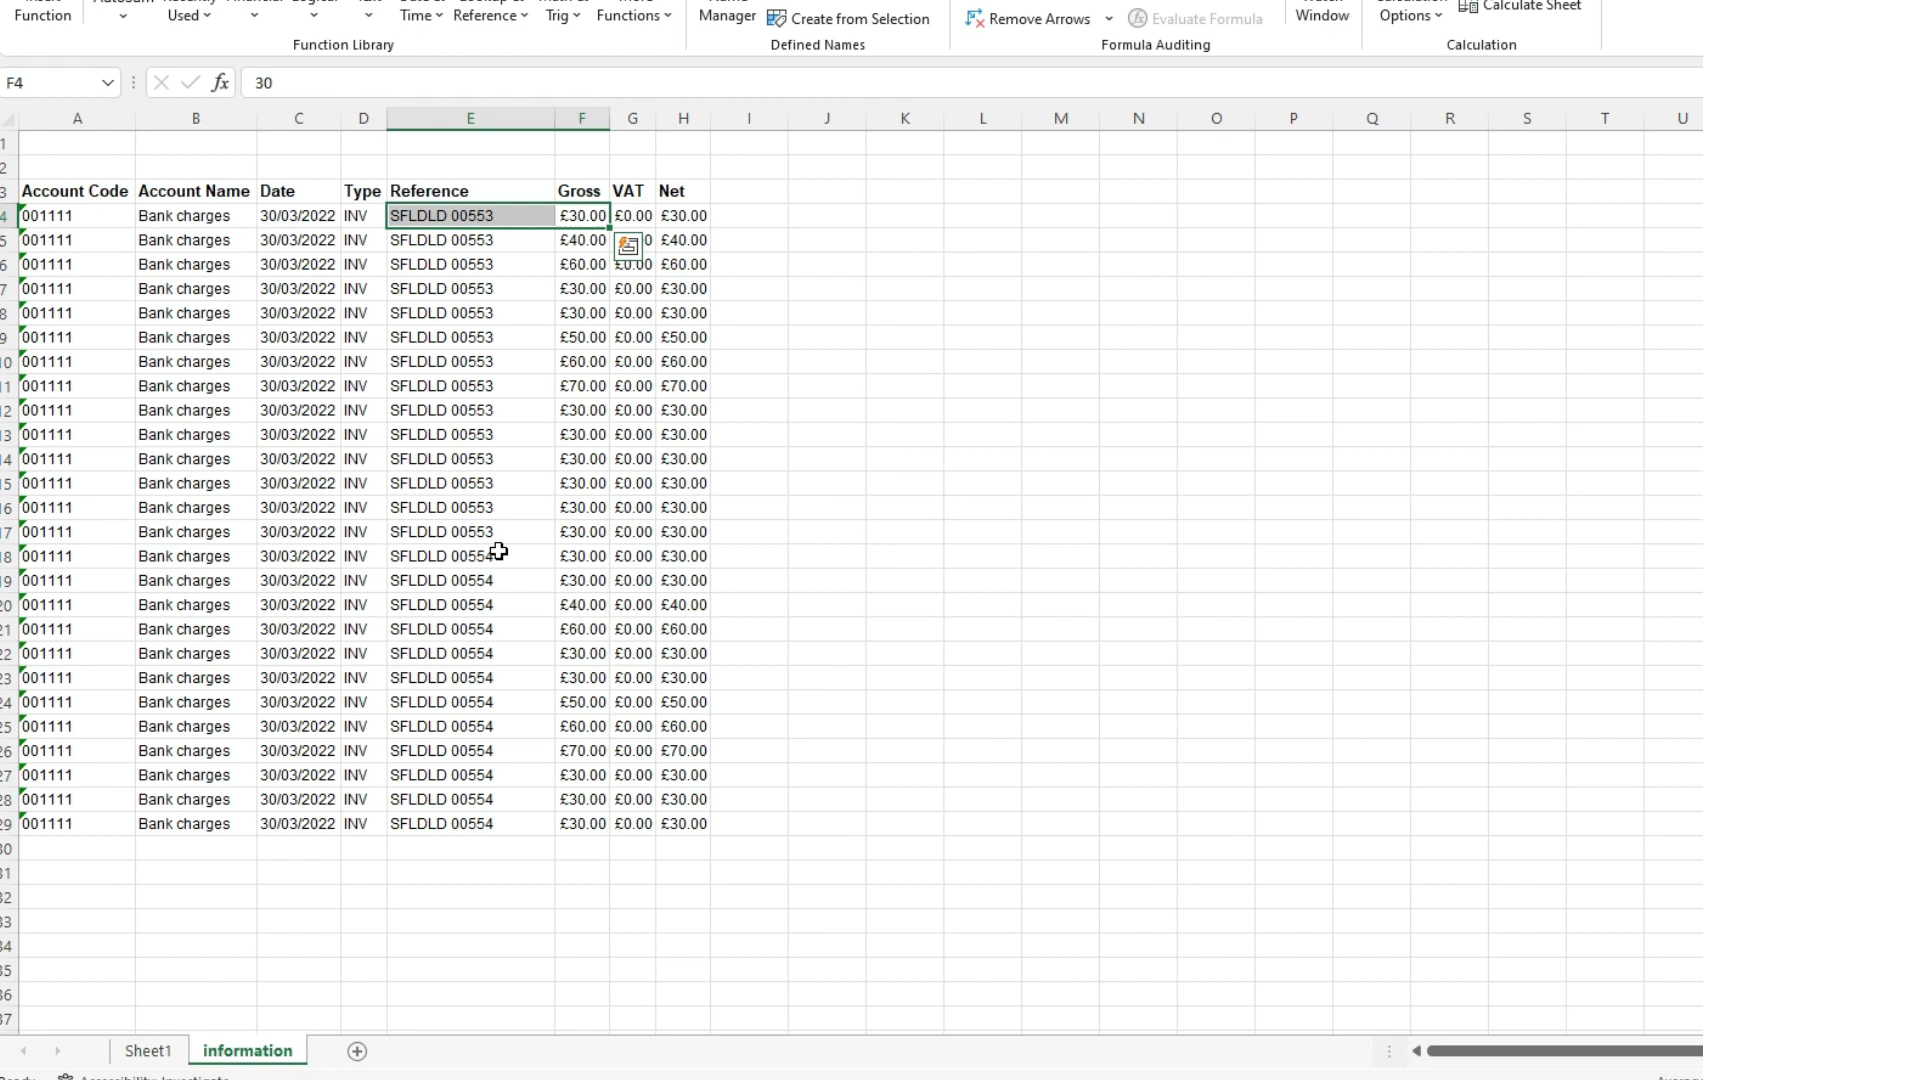 Function
Used
Time
Reference
Trig
Functions
Manager
Create from Selection
Remove Arrows
Evaluate Formula
Window
Options
Calculate Sheet
Function Library
Defined Names
Formula Auditing
Calculation
F4
fx
30
A B C D E F G H I J K L M N O P Q R S T U
1
2
3 Account Code Account Name Date Type Reference Gross VAT Net
4 001111 Bank charges 30/03/2022 INV SFLDLD 00553 £30.00 £0.00 £30.00
5 001111 Bank charges 30/03/2022 INV SFLDLD 00553 £40.00 £40.00
6 001111 Bank charges 30/03/2022 INV SFLDLD 00553 £60.00 £0.00 £60.00
7 001111 Bank charges 30/03/2022 INV SFLDLD 00553 £30.00 £0.00 £30.00
8 001111 Bank charges 30/03/2022 INV SFLDLD 00553 £30.00 £0.00 £30.00
9 001111 Bank charges 30/03/2022 INV SFLDLD 00553 £50.00 £0.00 £50.00
10 001111 Bank charges 30/03/2022 INV SFLDLD 00553 £60.00 £0.00 £60.00
11 001111 Bank charges 30/03/2022 INV SFLDLD 00553 £70.00 £0.00 £70.00
12 001111 Bank charges 30/03/2022 INV SFLDLD 00553 £30.00 £0.00 £30.00
13 001111 Bank charges 30/03/2022 INV SFLDLD 00553 £30.00 £0.00 £30.00
14 001111 Bank charges 30/03/2022 INV SFLDLD 00553 £30.00 £0.00 £30.00
15 001111 Bank charges 30/03/2022 INV SFLDLD 00553 £30.00 £0.00 £30.00
16 001111 Bank charges 30/03/2022 INV SFLDLD 00553 £30.00 £0.00 £30.00
17 001111 Bank charges 30/03/2022 INV SFLDLD 00553 £30.00 £0.00 £30.00
18 001111 Bank charges 30/03/2022 INV SFLDLD 00554 £30.00 £0.00 £30.00
19 001111 Bank charges 30/03/2022 INV SFLDLD 00554 £30.00 £0.00 £30.00
20 001111 Bank charges 30/03/2022 INV SFLDLD 00554 £40.00 £0.00 £40.00
21 001111 Bank charges 30/03/2022 INV SFLDLD 00554 £60.00 £0.00 £60.00
22 001111 Bank charges 30/03/2022 INV SFLDLD 00554 £30.00 £0.00 £30.00
23 001111 Bank charges 30/03/2022 INV SFLDLD 00554 £30.00 £0.00 £30.00
24 001111 Bank charges 30/03/2022 INV SFLDLD 00554 £50.00 £0.00 £50.00
25 001111 Bank charges 30/03/2022 INV SFLDLD 00554 £60.00 £0.00 £60.00
26 001111 Bank charges 30/03/2022 INV SFLDLD 00554 £70.00 £0.00 £70.00
27 001111 Bank charges 30/03/2022 INV SFLDLD 00554 £30.00 £0.00 £30.00
28 001111 Bank charges 30/03/2022 INV SFLDLD 00554 £30.00 £0.00 £30.00
29 001111 Bank charges 30/03/2022 INV SFLDLD 00554 £30.00 £0.00 £30.00
30
31
32
33
34
35
36
37
Sheet1 information